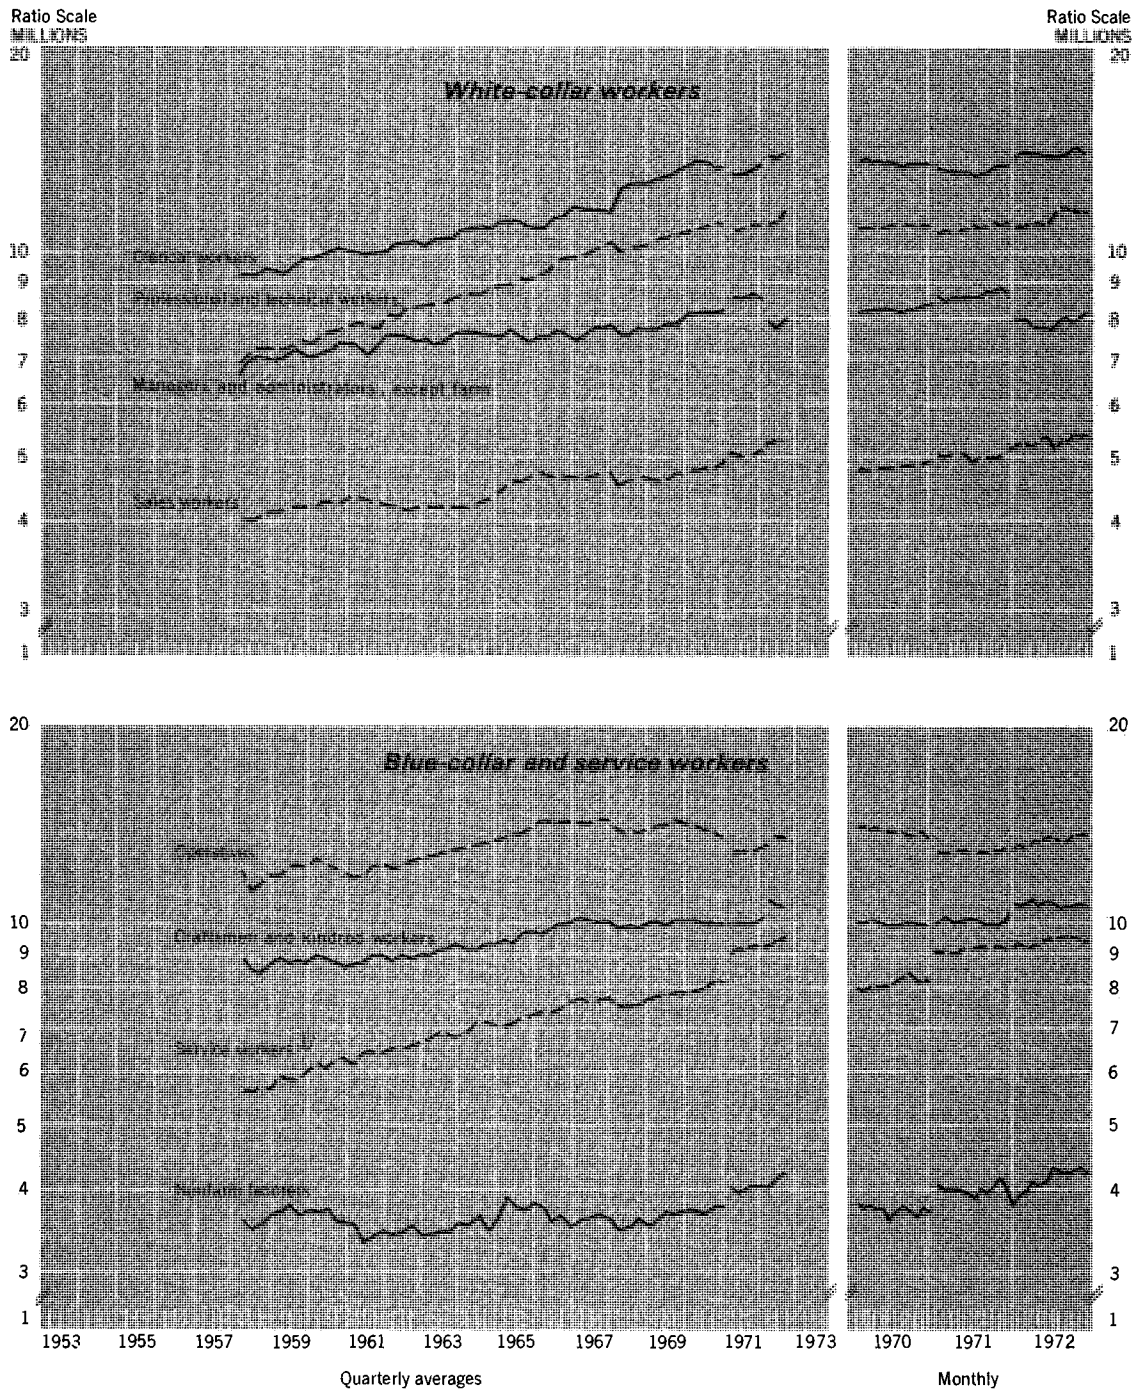 Ratio Scale
MILLIONS
Ratio Scale
MILLIONS
20
20
White-collar workers
10
10
Clerical workers
9
9
Professional and technical workers
8
8
7
7
Managers and administrators, except farm
6
6
5
5
Sales workers
4
4
3
3
1
1
20
20
Blue-collar and service workers
Operatives
10
10
Craftsmen and kindred workers
9
9
8
8
7
7
Service workers 1/
6
6
5
5
4
4
Nonfarm laborers
3
3
1
1
1953 1955 1957 1959 1961 1963 1965 1967 1969 1971 1973 1970 1971 1972
Quarterly averages
Monthly